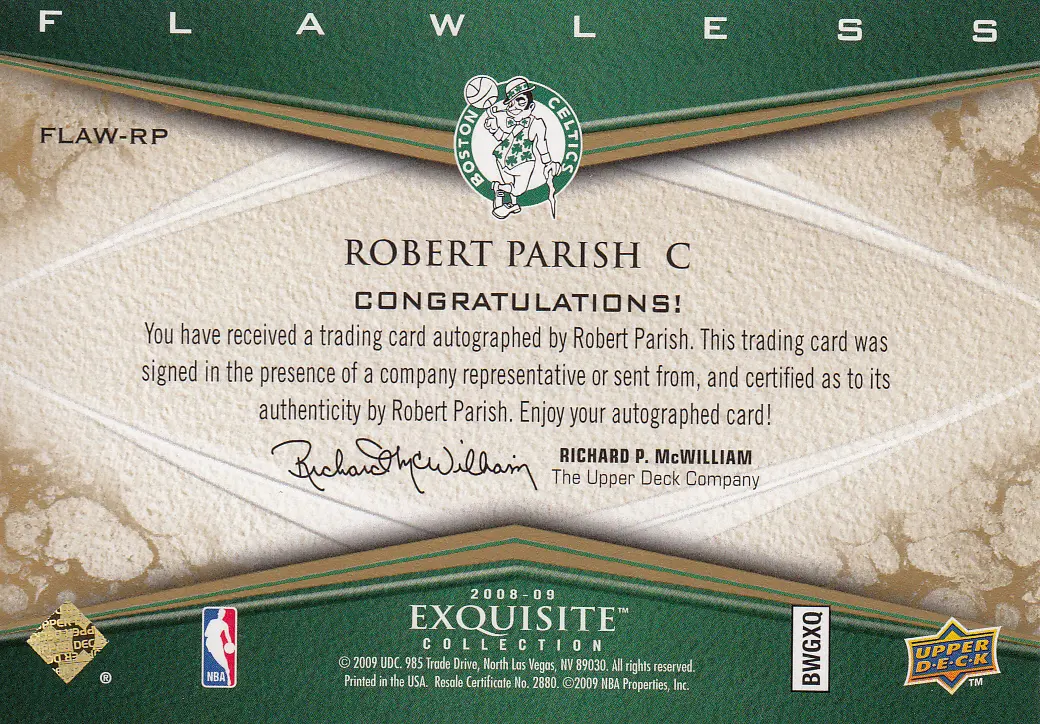 FLAWLESS
FLAW-RP
BOSTON CELTICS
ROBERT PARISH C
CONGRATULATIONS!
You have received a trading card autographed by Robert Parish. This trading card was
signed in the presence of a company representative or sent from, and certified as to its
authenticity by Robert Parish. Enjoy your autographed card!
Richard McWilliam
RICHARD P. McWILLIAM
The Upper Deck Company
2008-09
EXQUISITE™
COLLECTION
© 2009 UDC. 985 Trade Drive, North Las Vegas, NV 89030. All rights reserved.
Printed in the USA. Resale Certificate No. 2880. ©2009 NBA Properties, Inc.
®
NBA
BWGXQ
UPPER
D·E·C·K
TM